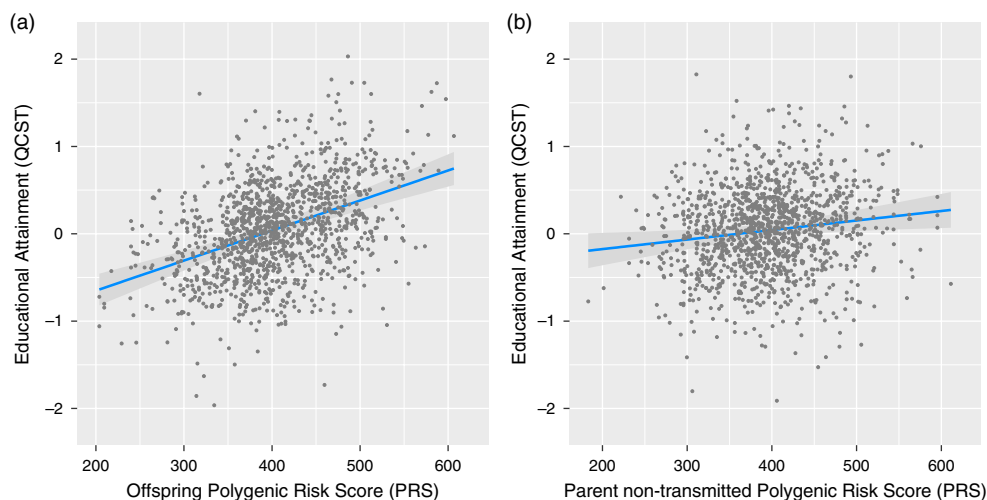 (a)
Educational Attainment (QCST)
2
1
0
–1
–2
200 300 400 500 600
Offspring Polygenic Risk Score (PRS)
(b)
Educational Attainment (QCST)
2
1
0
–1
–2
200 300 400 500 600
Parent non-transmitted Polygenic Risk Score (PRS)